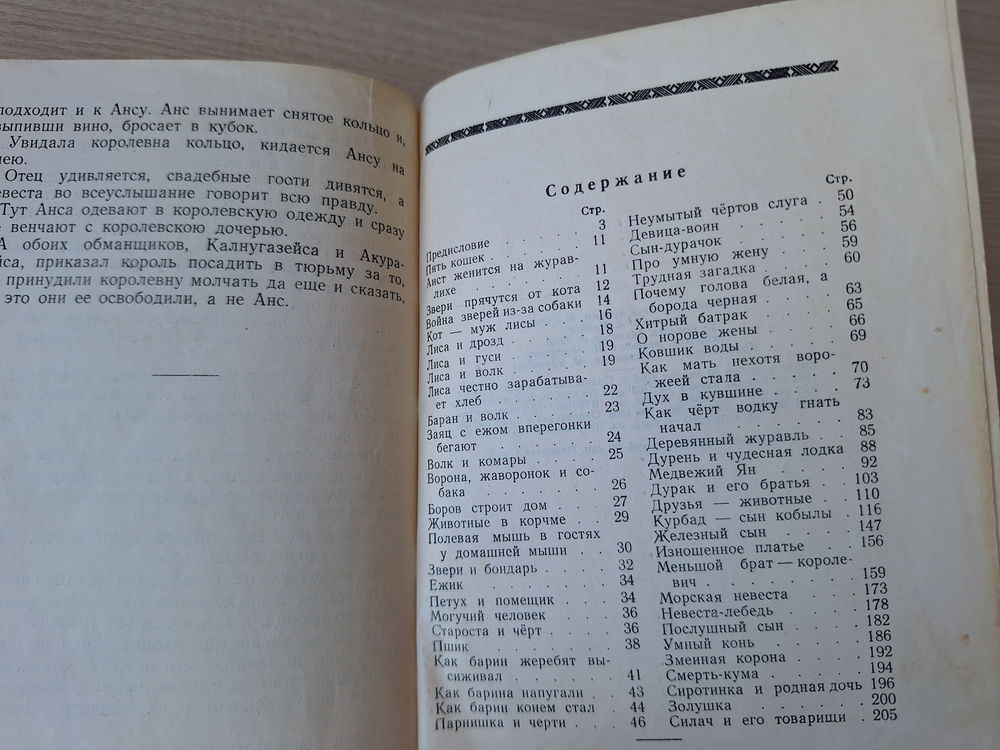 подходит и к Ансу. Анс вынимает снятое кольцо и,
выпивши вино, бросает в кубок.
Увидала королевна кольцо, кидается Ансу на
шею.
Отец удивляется, свадебные гости дивятся, а
невеста во всеуслышание говорит всю правду.
Тут Анса одевают в королевскую одежду и сразу
же венчают с королевской дочерью.
А обоих обманщиков, Калнугазейса и Акура-
йса, приказал король посадить в тюрьму за то,
принудили королевну молчать да еще и сказать,
это они ее освободили, а не Анс.
Содержание
Стр.
Предисловие . . . . . 3
Пять кошек . . . . . 11
Аист женится на журав-
лихе . . . . . 11
Звери прячутся от кота 12
Война зверей из-за собаки 14
Кот — муж лисы . . . 16
Лиса и дрозд . . . . 18
Лиса и гуси . . . . 19
Лиса и волк . . . . 19
Лиса честно зарабатыва-
ет хлеб . . . . . 22
Баран и волк . . . . 23
Заяц с ежом вперегонки
бегают . . . . . 24
Волк и комары . . . . 25
Ворона, жаворонок и со-
бака . . . . . 26
Боров строит дом . . . 27
Животные в корчме . . 29
Полевая мышь в гостях
у домашней мыши . . 30
Звери и бондарь . . . . 32
Ежик . . . . . 34
Петух и помещик . . . 34
Могучий человек . . . 36
Староста и чёрт . . . . 36
Пшик . . . . . 38
Как барин жеребят вы-
сиживал . . . . . 41
Как барина напугали . . 43
Как барин конем стал . 44
Парнишка и черти . . . 46
Стр.
Неумытый чёртов слуга . 50
Девица-воин . . . . 54
Сын-дурачок . . . . 56
Про умную жену . . . 59
Трудная загадка . . . . 60
Почему голова белая, а
борода черная . . . . 63
Хитрый батрак . . . . 65
О норове жены . . . . 66
Ковшик воды . . . . 69
Как мать нехотя воро-
жеей стала . . . . . 70
Дух в кувшине . . . . 73
Как чёрт водку гнать
начал . . . . . 83
Деревянный журавль . . 85
Дурень и чудесная лодка 88
Медвежий Ян . . . . 92
Дурак и его братья . . 103
Друзья — животные . . 110
Курбад — сын кобылы . 116
Железный сын . . . . 147
Изношенное платье . . 156
Меньшой брат — короле-
вич . . . . . 159
Морская невеста . . . 173
Невеста-лебедь . . . . 178
Послушный сын . . . . 182
Умный конь . . . . 186
Змеиная корона . . . . 192
Смерть-кума . . . . 194
Сиротинка и родная дочь 196
Золушка . . . . . 200
Силач и его товарищи . 205